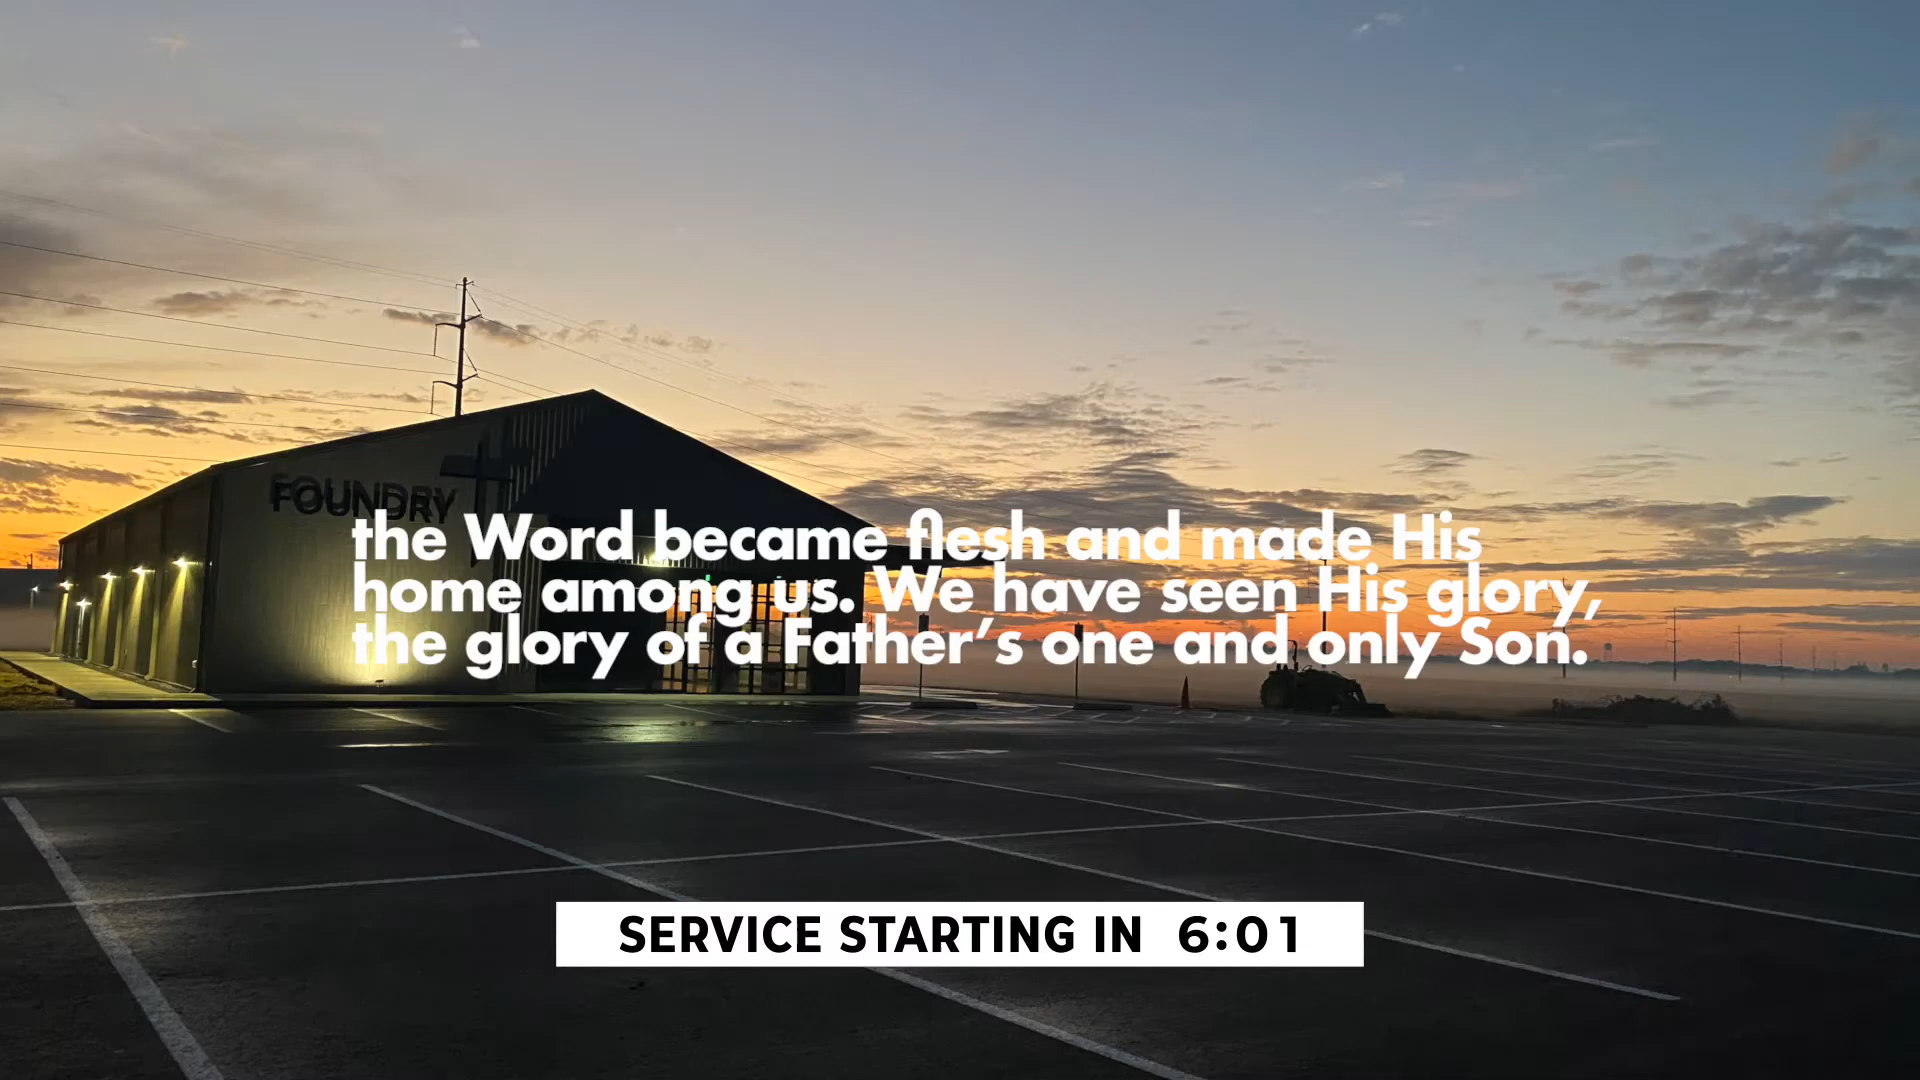 FOUNDRY
the Word became flesh and made His
home among us. We have seen His glory,
the glory of a Father’s one and only Son.
SERVICE STARTING IN 6:01